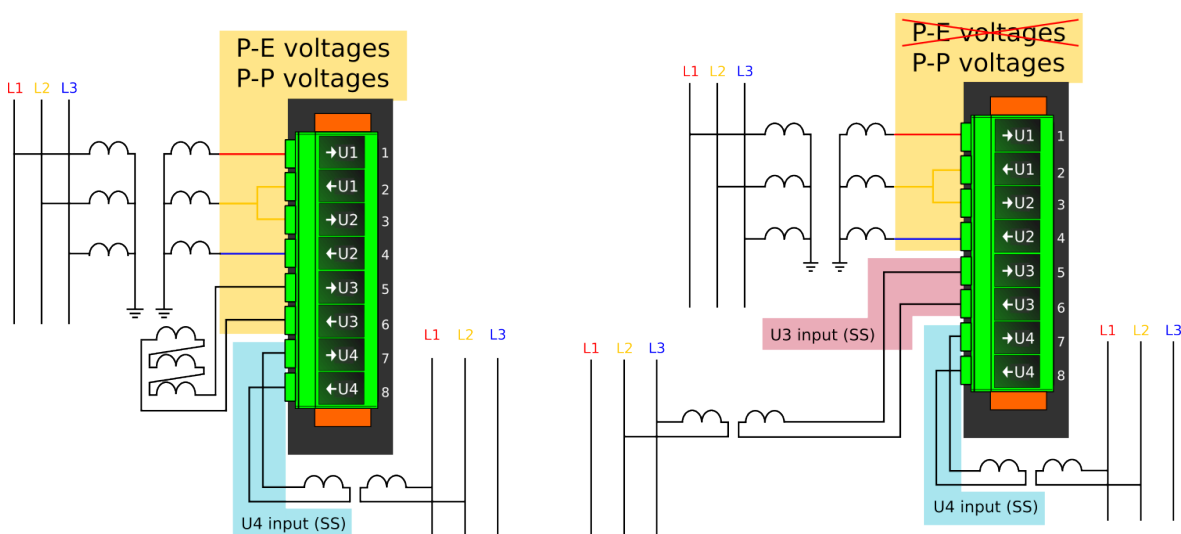 P-E voltages
P-P voltages
L1 L2 L3
→U1 1
←U1 2
→U2 3
←U2 4
→U3 5
←U3 6
→U4 7
←U4 8
L1 L2 L3
U4 input (SS)
P-E voltages
P-P voltages
L1 L2 L3
→U1 1
←U1 2
→U2 3
←U2 4
→U3 5
←U3 6
→U4 7
←U4 8
U3 input (SS)
L1 L2 L3
L1 L2 L3
U4 input (SS)